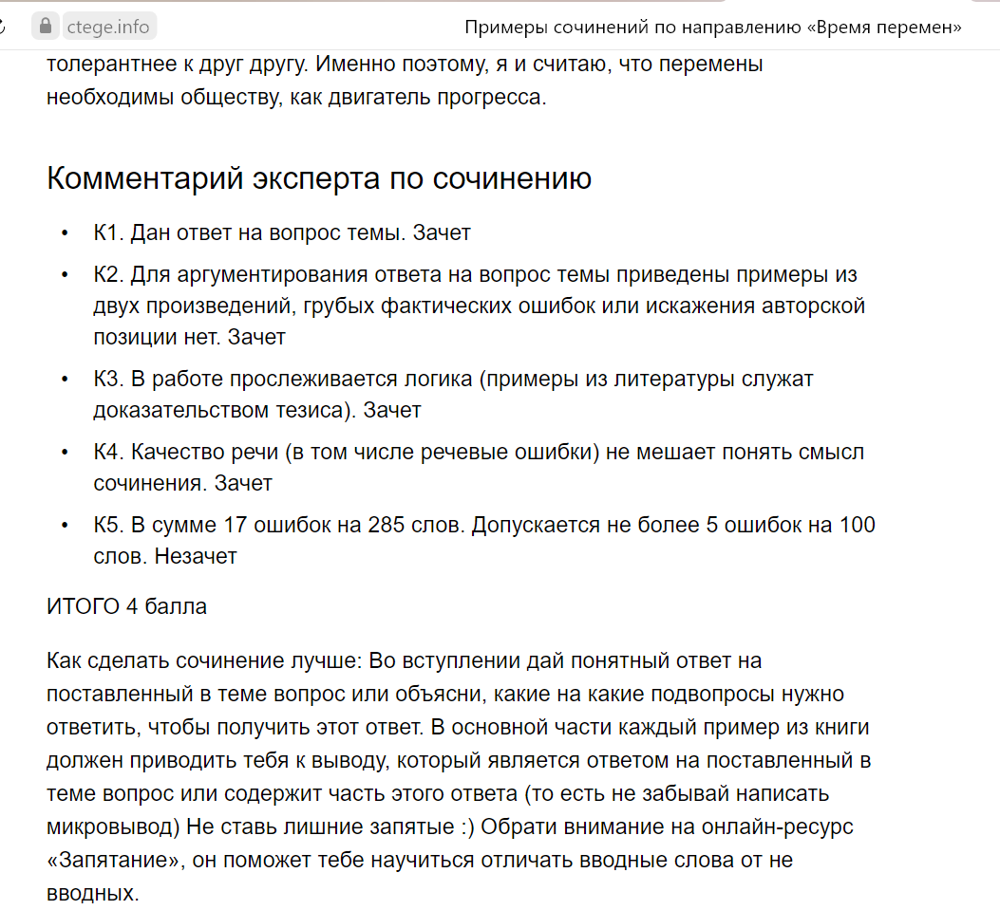 ctege.info
Примеры сочинений по направлению «Время перемен»
толерантнее к друг другу. Именно поэтому, я и считаю, что перемены
необходимы обществу, как двигатель прогресса.
Комментарий эксперта по сочинению
• К1. Дан ответ на вопрос темы. Зачет
• К2. Для аргументирования ответа на вопрос темы приведены примеры из
двух произведений, грубых фактических ошибок или искажения авторской
позиции нет. Зачет
• К3. В работе прослеживается логика (примеры из литературы служат
доказательством тезиса). Зачет
• К4. Качество речи (в том числе речевые ошибки) не мешает понять смысл
сочинения. Зачет
• К5. В сумме 17 ошибок на 285 слов. Допускается не более 5 ошибок на 100
слов. Незачет
ИТОГО 4 балла
Как сделать сочинение лучше: Во вступлении дай понятный ответ на
поставленный в теме вопрос или объясни, какие на какие подвопросы нужно
ответить, чтобы получить этот ответ. В основной части каждый пример из книги
должен приводить тебя к выводу, который является ответом на поставленный в
теме вопрос или содержит часть этого ответа (то есть не забывай написать
микровывод) Не ставь лишние запятые :) Обрати внимание на онлайн-ресурс
«Запятание», он поможет тебе научиться отличать вводные слова от не
вводных.